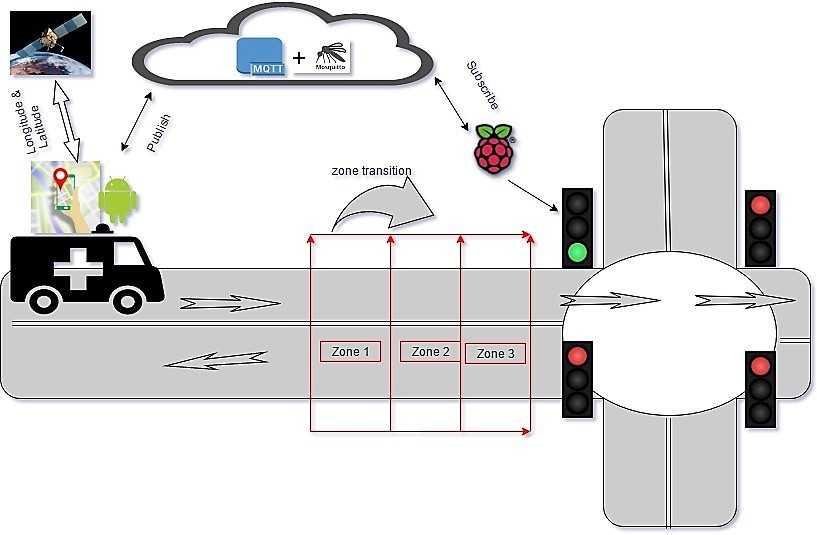 MQTT
+
Mosquitto
Longitude &
Latitude
Publish
Subscribe
®
zone transition
Zone 1
Zone 2
Zone 3